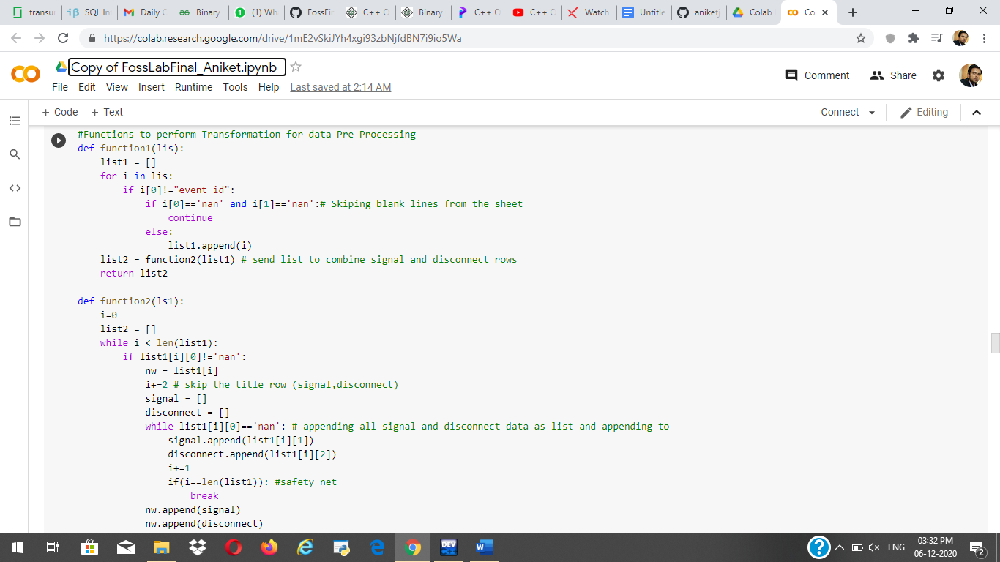 transum
SQL In
Daily C
Binary
(1) Wh
FossFin
C++ O
Binary
C++ O
C++ C
Watch
Untitle
aniketj
Colab
Co
https://colab.research.google.com/drive/1mE2vSkiJYh4xgi93zbNjfdBN7i9io5Wa
Copy of FossLabFinal_Aniket.ipynb
File Edit View Insert Runtime Tools Help Last saved at 2:14 AM
Comment Share
+ Code + Text
Connect Editing
#Functions to perform Transformation for data Pre-Processing
def function1(lis):
    list1 = []
    for i in lis:
        if i[0]!="event_id":
            if i[0]=='nan' and i[1]=='nan':# Skiping blank lines from the sheet
                continue
            else:
                list1.append(i)
    list2 = function2(list1) # send list to combine signal and disconnect rows
    return list2
def function2(ls1):
    i=0
    list2 = []
    while i < len(list1):
        if list1[i][0]!='nan':
            nw = list1[i]
            i+=2 # skip the title row (signal,disconnect)
            signal = []
            disconnect = []
            while list1[i][0]=='nan': # appending all signal and disconnect data as list and appending to
                signal.append(list1[i][1])
                disconnect.append(list1[i][2])
                i+=1
                if(i==len(list1)): #safety net
                    break
            nw.append(signal)
            nw.append(disconnect)
DEV
C++
ENG
03:32 PM
06-12-2020
2